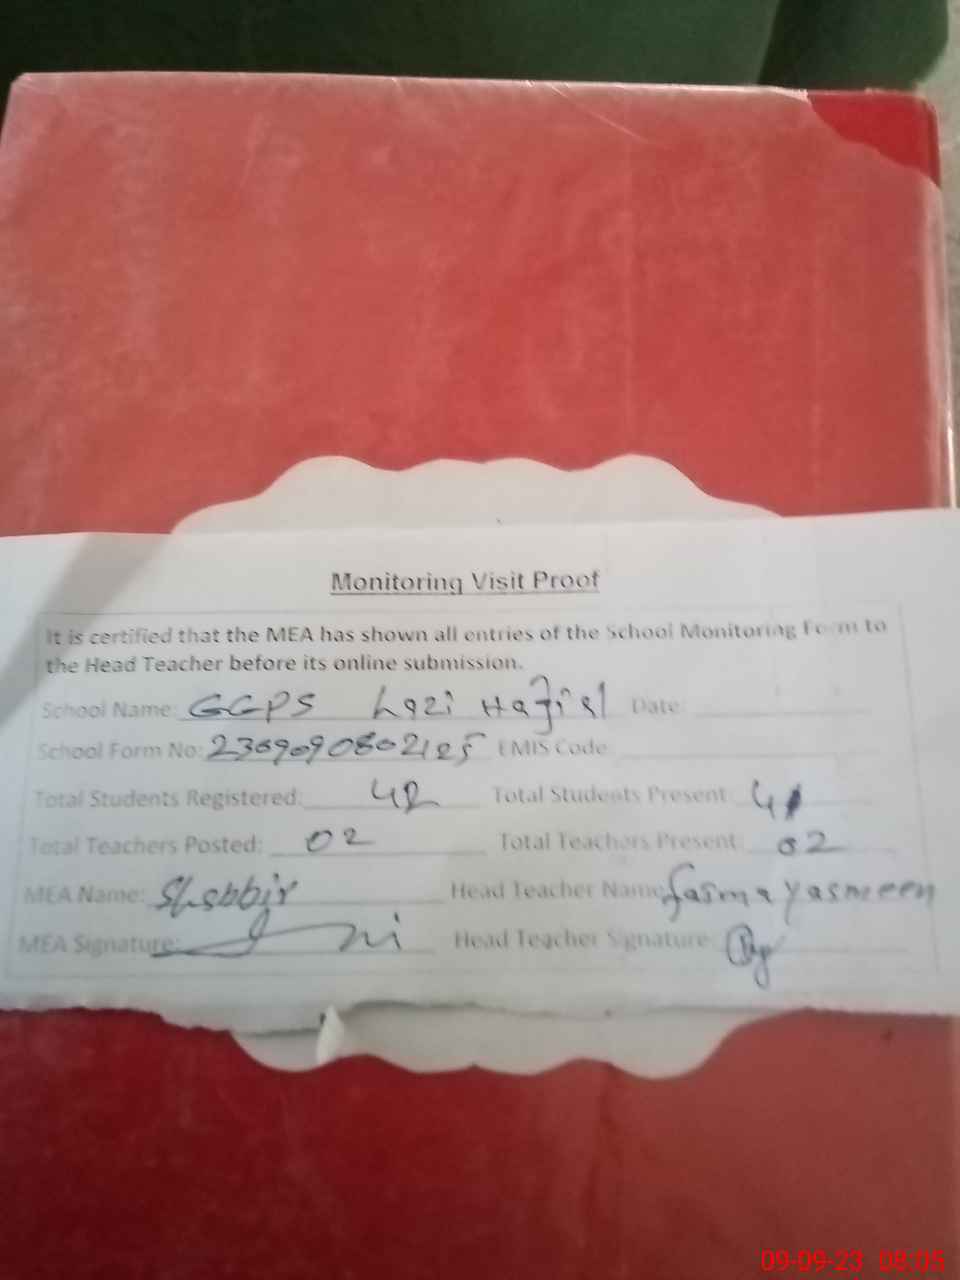 Monitoring Visit Proof
It is certified that the MEA has shown all entries of the School Monitoring Form to
the Head Teacher before its online submission.
School Name: GGPS Date:
School Form No: EMIS Code:
Total Students Registered: 42 Total Students Present: 41
Total Teachers Posted: 02 Total Teachers Present: 02
MEA Name: Shabbir Head Teacher Name: Yasmeen
MEA Signature: Head Teacher Signature:
09-09-23 08:05